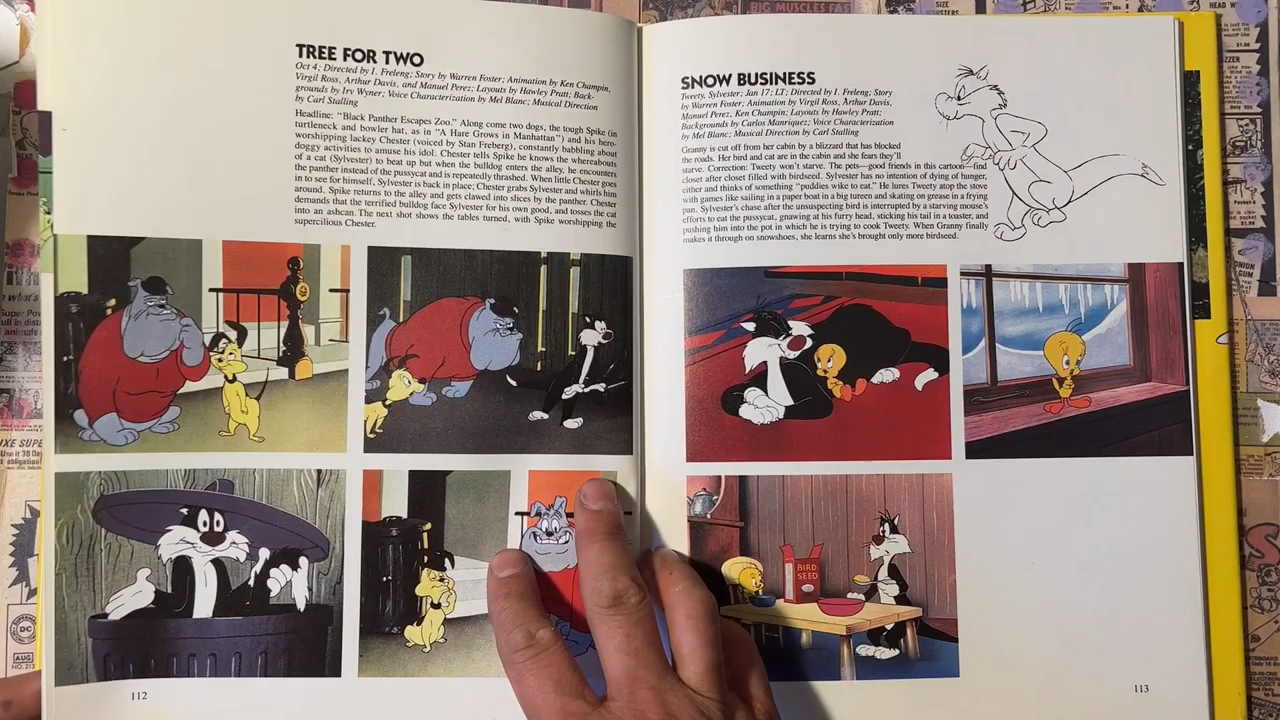 TREE FOR TWO
Oct 4; Directed by I. Freleng; Story by Warren Foster; Animation by Ken Champin,
Virgil Ross, Arthur Davis, and Manuel Perez; Layouts by Hawley Pratt; Back-
grounds by Irv Wyner; Voice Characterization by Mel Blanc; Musical Direction
by Carl Stalling
Headline: "Black Panther Escapes Zoo." Along come two dogs, the tough Spike (in
turtleneck and bowler hat, as in "A Hare Grows in Manhattan") and his hero-
worshipping lackey Chester (voiced by Stan Freberg), constantly babbling about
doggy activities to amuse his idol. Chester tells Spike he knows the whereabouts
of a cat (Sylvester) to beat up but when the bulldog enters the alley, he encounters
the panther instead of the pussycat and is repeatedly thrashed. When little Chester goes
in to see for himself, Sylvester is back in place; Chester grabs Sylvester and whirls him
around. Spike returns to the alley and gets clawed into slices by the panther. Chester
demands that the terrified bulldog face Sylvester for his own good, and tosses the cat
into an ashcan. The next shot shows the tables turned, with Spike worshipping the
supercilious Chester.
112
SNOW BUSINESS
Tweety, Sylvester; Jan 17; LT; Directed by I. Freleng; Story
by Warren Foster; Animation by Virgil Ross, Arthur Davis,
Manuel Perez, Ken Champin; Layouts by Hawley Pratt;
Backgrounds by Carlos Manriquez; Voice Characterization
by Mel Blanc; Musical Direction by Carl Stalling
Granny is cut off from her cabin by a blizzard that has blocked
the roads. Her bird and cat are in the cabin and she fears they'll
starve. Correction: Tweety won't starve. The pets—good friends in this cartoon—find
closet after closet filled with birdseed. Sylvester has no intention of dying of hunger,
either and thinks of something "puddies wike to eat." He lures Tweety atop the stove
with games like sailing in a paper boat in a big tureen and skating on grease in a frying
pan. Sylvester's chase after the unsuspecting bird is interrupted by a starving mouse's
efforts to eat the pussycat, gnawing at his furry head, sticking his tail in a toaster, and
pushing him into the pot in which he is trying to cook Tweety. When Granny finally
makes it through on snowshoes, she learns she's brought only more birdseed.
BIRD
SEED
113
BIG MUSCLES
SIZE
HEAD
$1.00
ONION
GUM
DC
AUG